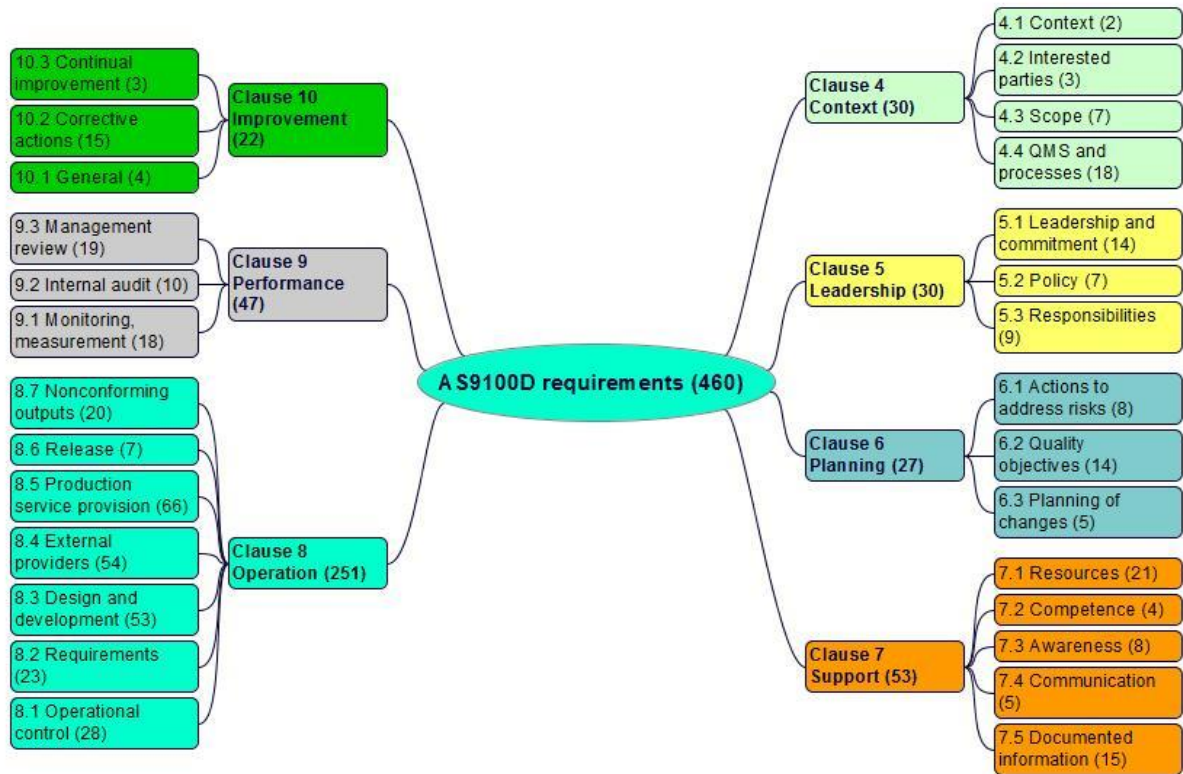 10.3 Continual
improvement (3)
10.2 Corrective
actions (15)
10.1 General (4)
Clause 10
Improvement
(22)
9.3 Management
review (19)
9.2 Internal audit (10)
9.1 Monitoring,
measurement (18)
Clause 9
Performance
(47)
8.7 Nonconforming
outputs (20)
8.6 Release (7)
8.5 Production
service provision (66)
8.4 External
providers (54)
8.3 Design and
development (53)
8.2 Requirements
(23)
8.1 Operational
control (28)
Clause 8
Operation (251)
AS9100D requirements (460)
Clause 4
Context (30)
4.1 Context (2)
4.2 Interested
parties (3)
4.3 Scope (7)
4.4 QMS and
processes (18)
Clause 5
Leadership (30)
5.1 Leadership and
commitment (14)
5.2 Policy (7)
5.3 Responsibilities
(9)
Clause 6
Planning (27)
6.1 Actions to
address risks (8)
6.2 Quality
objectives (14)
6.3 Planning of
changes (5)
Clause 7
Support (53)
7.1 Resources (21)
7.2 Competence (4)
7.3 Awareness (8)
7.4 Communication
(5)
7.5 Documented
information (15)